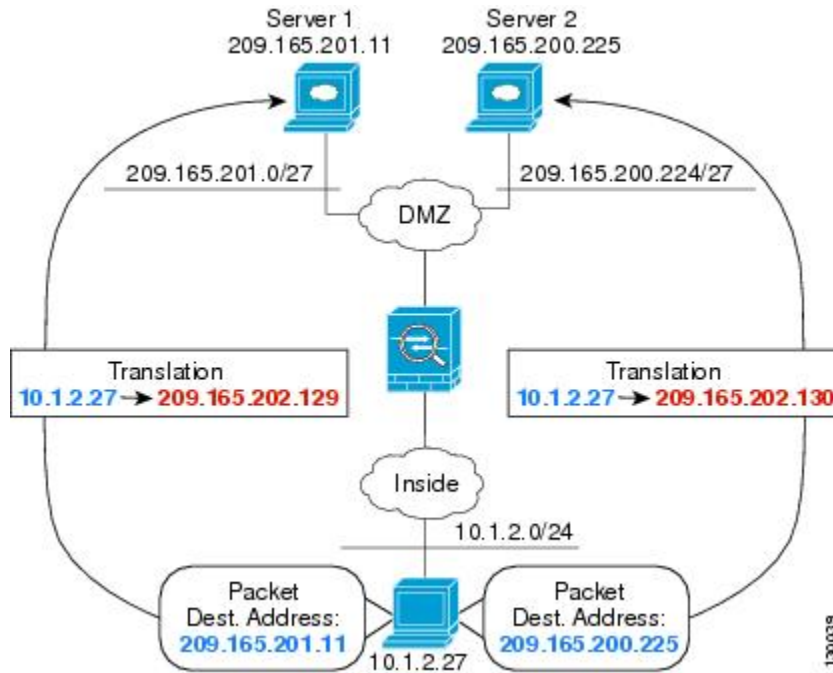 Server 1
209.165.201.11
Server 2
209.165.200.225
209.165.201.0/27
209.165.200.224/27
DMZ
Translation
10.1.2.27 → 209.165.202.129
Translation
10.1.2.27 → 209.165.202.130
Inside
10.1.2.0/24
Packet
Dest. Address:
209.165.201.11
Packet
Dest. Address:
209.165.200.225
10.1.2.27
130039